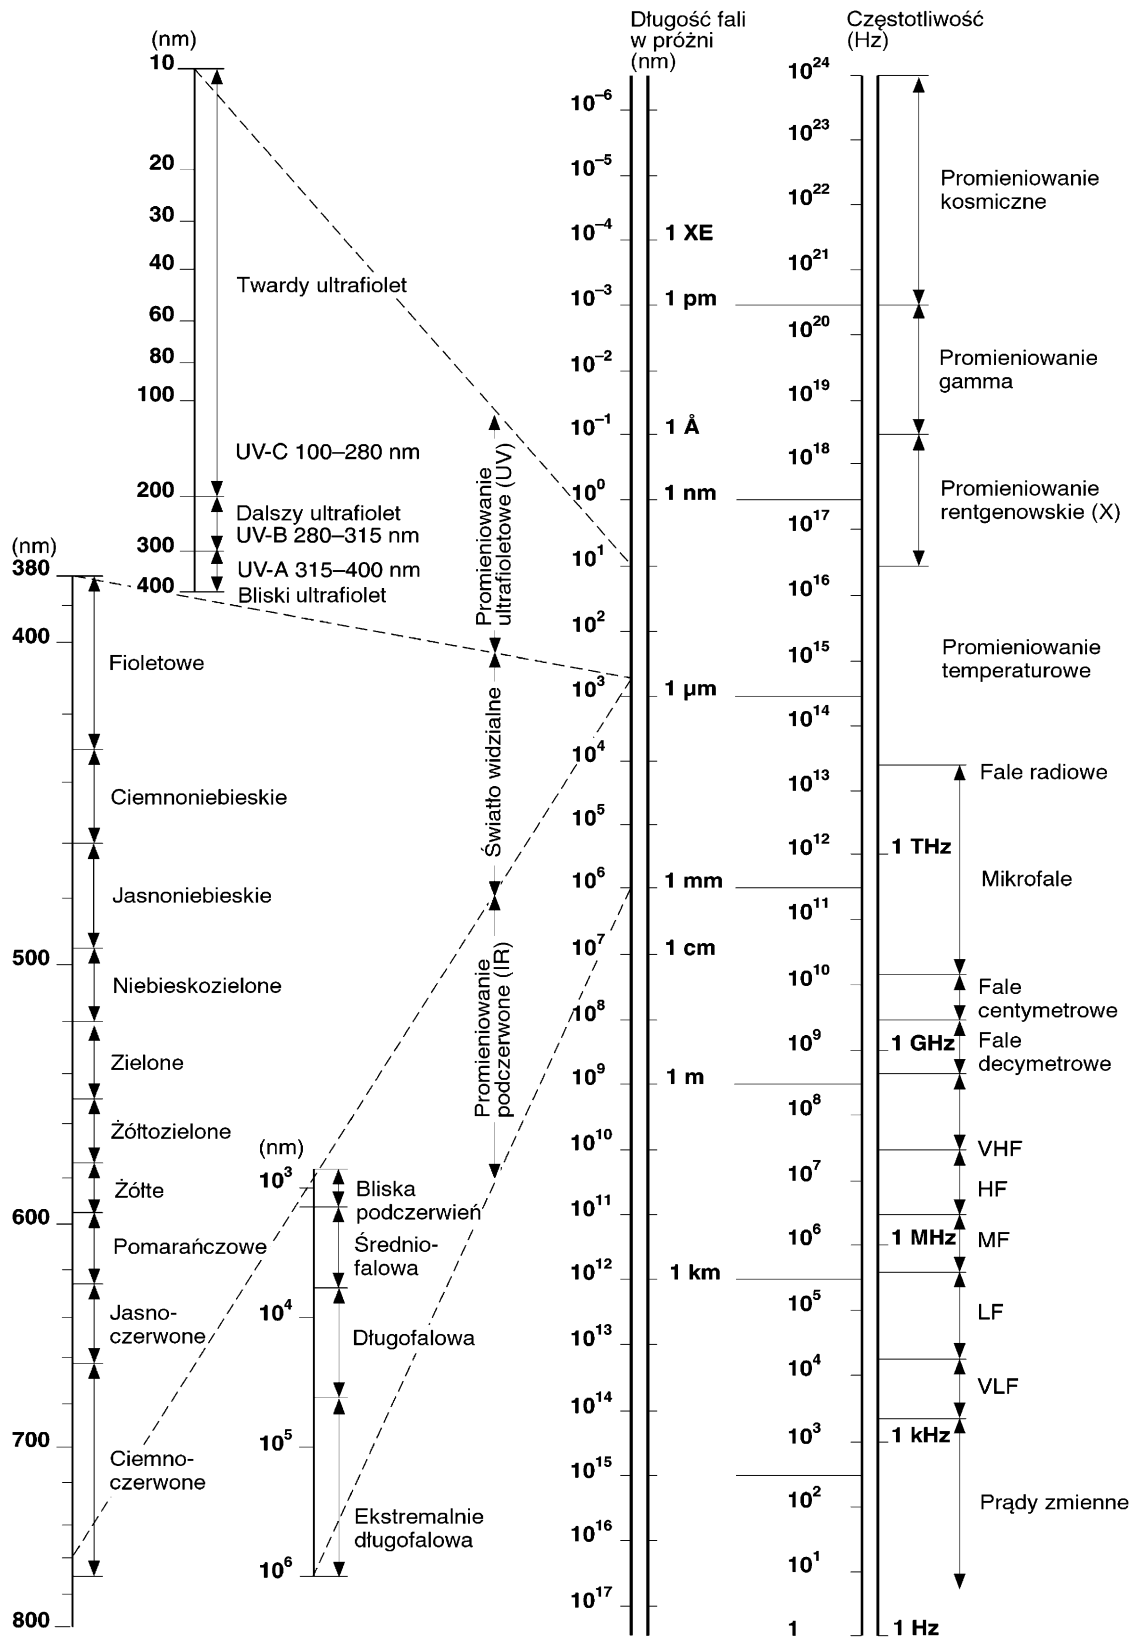 (nm)
10
20
30
40
60
80
100
200
300
400
Twardy ultrafiolet
UV-C 100–280 nm
Dalszy ultrafiolet
UV-B 280–315 nm
UV-A 315–400 nm
Bliski ultrafiolet
(nm)
380
400
500
600
700
800
Fioletowe
Ciemnoniebieskie
Jasnoniebieskie
Niebieskozielone
Zielone
Żółtozielone
Żółte
Pomarańczowe
Jasno-
czerwone
Ciemno-
czerwone
(nm)
10³
10⁴
10⁵
10⁶
Bliska
podczerwień
Średnio-
falowa
Długofalowa
Ekstremalnie
długofalowa
Promieniowanie
ultrafioletowe (UV)
Światło widzialne
Promieniowanie
podczerwone (IR)
Długość fali
w próżni
(nm)
10⁻⁶
10⁻⁵
10⁻⁴ 1 XE
10⁻³ 1 pm
10⁻²
10⁻¹ 1 Å
10⁰ 1 nm
10¹
10²
10³ 1 µm
10⁴
10⁵
10⁶ 1 mm
10⁷ 1 cm
10⁸
10⁹ 1 m
10¹⁰
10¹¹
10¹² 1 km
10¹³
10¹⁴
10¹⁵
10¹⁶
10¹⁷
Częstotliwość
(Hz)
10²⁴
10²³
10²²
10²¹
10²⁰
10¹⁹
10¹⁸
10¹⁷
10¹⁶
10¹⁵
10¹⁴
10¹³
10¹² 1 THz
10¹¹
10¹⁰
10⁹ 1 GHz
10⁸
10⁷
10⁶ 1 MHz
10⁵
10⁴
10³ 1 kHz
10²
10¹
1 1 Hz
Promieniowanie
kosmiczne
Promieniowanie
gamma
Promieniowanie
rentgenowskie (X)
Promieniowanie
temperaturowe
Fale radiowe
Mikrofale
Fale
centymetrowe
Fale
decymetrowe
VHF
HF
MF
LF
VLF
Prądy zmienne